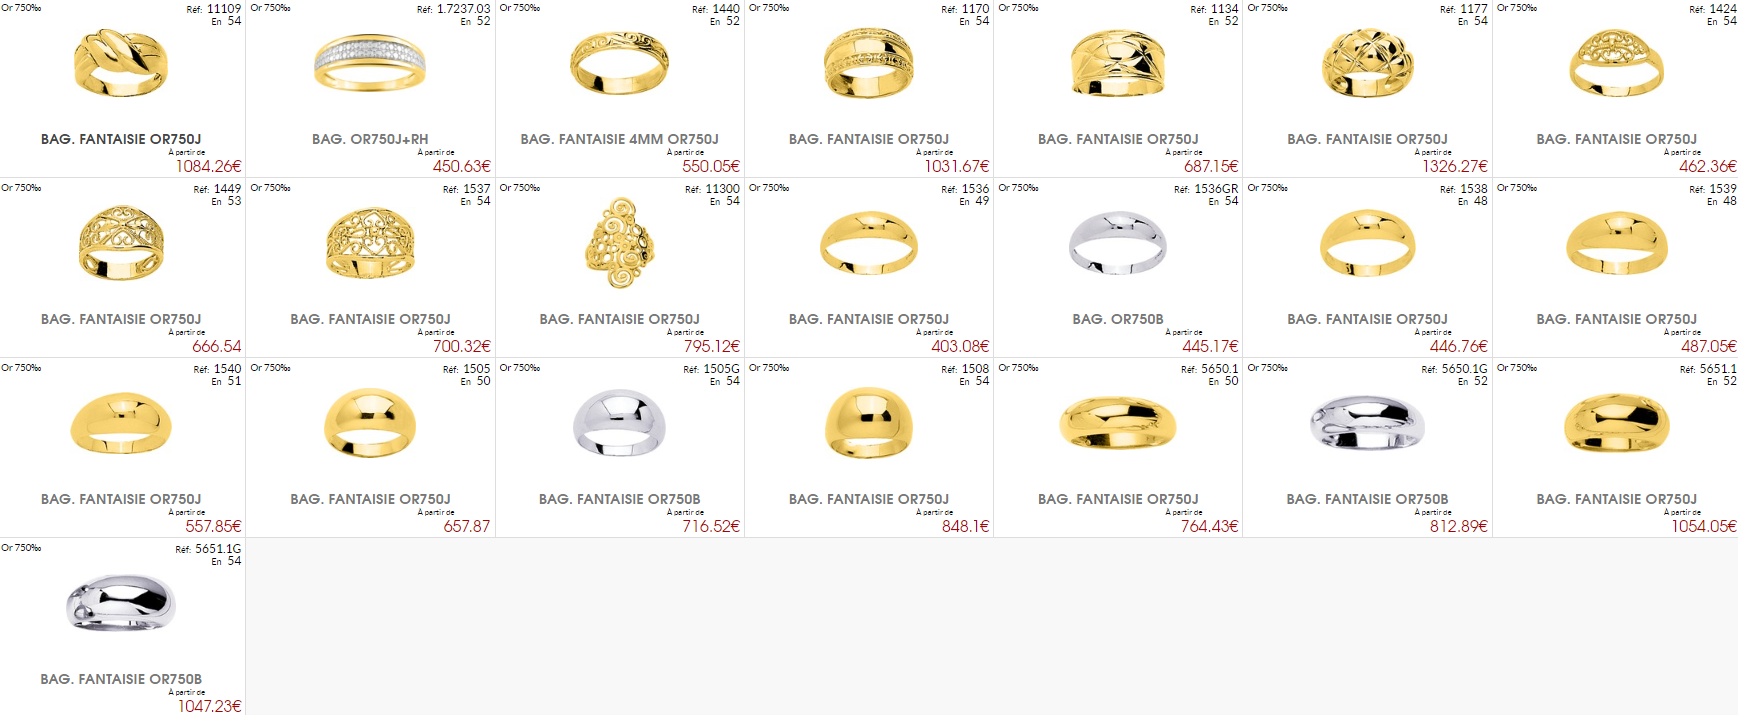 Or 750‰
Réf: 11109
En 54
BAG. FANTAISIE OR750J
À partir de
1084.26€
Or 750‰
Réf: 1.7237.03
En 52
BAG. OR750J+RH
À partir de
450.63€
Or 750‰
Réf: 1440
En 52
BAG. FANTAISIE 4MM OR750J
À partir de
550.05€
Or 750‰
Réf: 1170
En 54
BAG. FANTAISIE OR750J
À partir de
1031.67€
Or 750‰
Réf: 1134
En 52
BAG. FANTAISIE OR750J
À partir de
687.15€
Or 750‰
Réf: 1177
En 54
BAG. FANTAISIE OR750J
À partir de
1326.27€
Or 750‰
Réf: 1424
En 54
BAG. FANTAISIE OR750J
À partir de
462.36€
Or 750‰
Réf: 1449
En 53
BAG. FANTAISIE OR750J
À partir de
666.54
Or 750‰
Réf: 1537
En 54
BAG. FANTAISIE OR750J
À partir de
700.32€
Or 750‰
Réf: 11300
En 54
BAG. FANTAISIE OR750J
À partir de
795.12€
Or 750‰
Réf: 1536
En 49
BAG. FANTAISIE OR750J
À partir de
403.08€
Or 750‰
Réf: 1536GR
En 54
BAG. OR750B
À partir de
445.17€
Or 750‰
Réf: 1538
En 48
BAG. FANTAISIE OR750J
À partir de
446.76€
Or 750‰
Réf: 1539
En 48
BAG. FANTAISIE OR750J
À partir de
487.05€
Or 750‰
Réf: 1540
En 51
BAG. FANTAISIE OR750J
À partir de
557.85€
Or 750‰
Réf: 1505
En 50
BAG. FANTAISIE OR750J
À partir de
657.87
Or 750‰
Réf: 1505G
En 54
BAG. FANTAISIE OR750B
À partir de
716.52€
Or 750‰
Réf: 1508
En 54
BAG. FANTAISIE OR750J
À partir de
848.1€
Or 750‰
Réf: 5650.1
En 50
BAG. FANTAISIE OR750J
À partir de
764.43€
Or 750‰
Réf: 5650.1G
En 52
BAG. FANTAISIE OR750B
À partir de
812.89€
Or 750‰
Réf: 5651.1
En 52
BAG. FANTAISIE OR750J
À partir de
1054.05€
Or 750‰
Réf: 5651.1G
En 54
BAG. FANTAISIE OR750B
À partir de
1047.23€